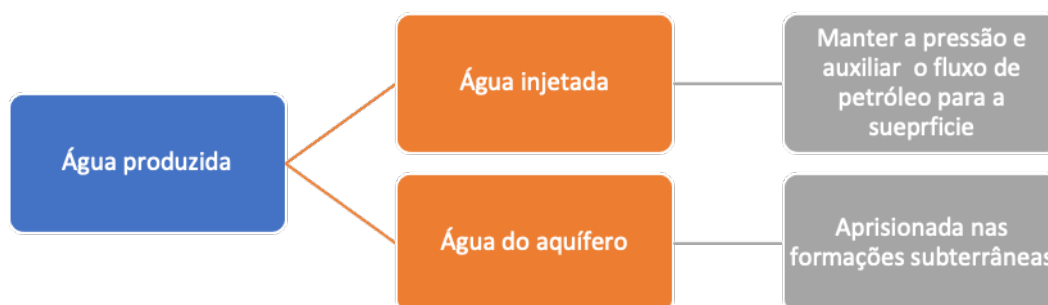 Água produzida
Água injetada
Manter a pressão e
auxiliar o fluxo de
petróleo para a
sueprficie
Água do aquífero
Aprisionada nas
formações subterrâneas